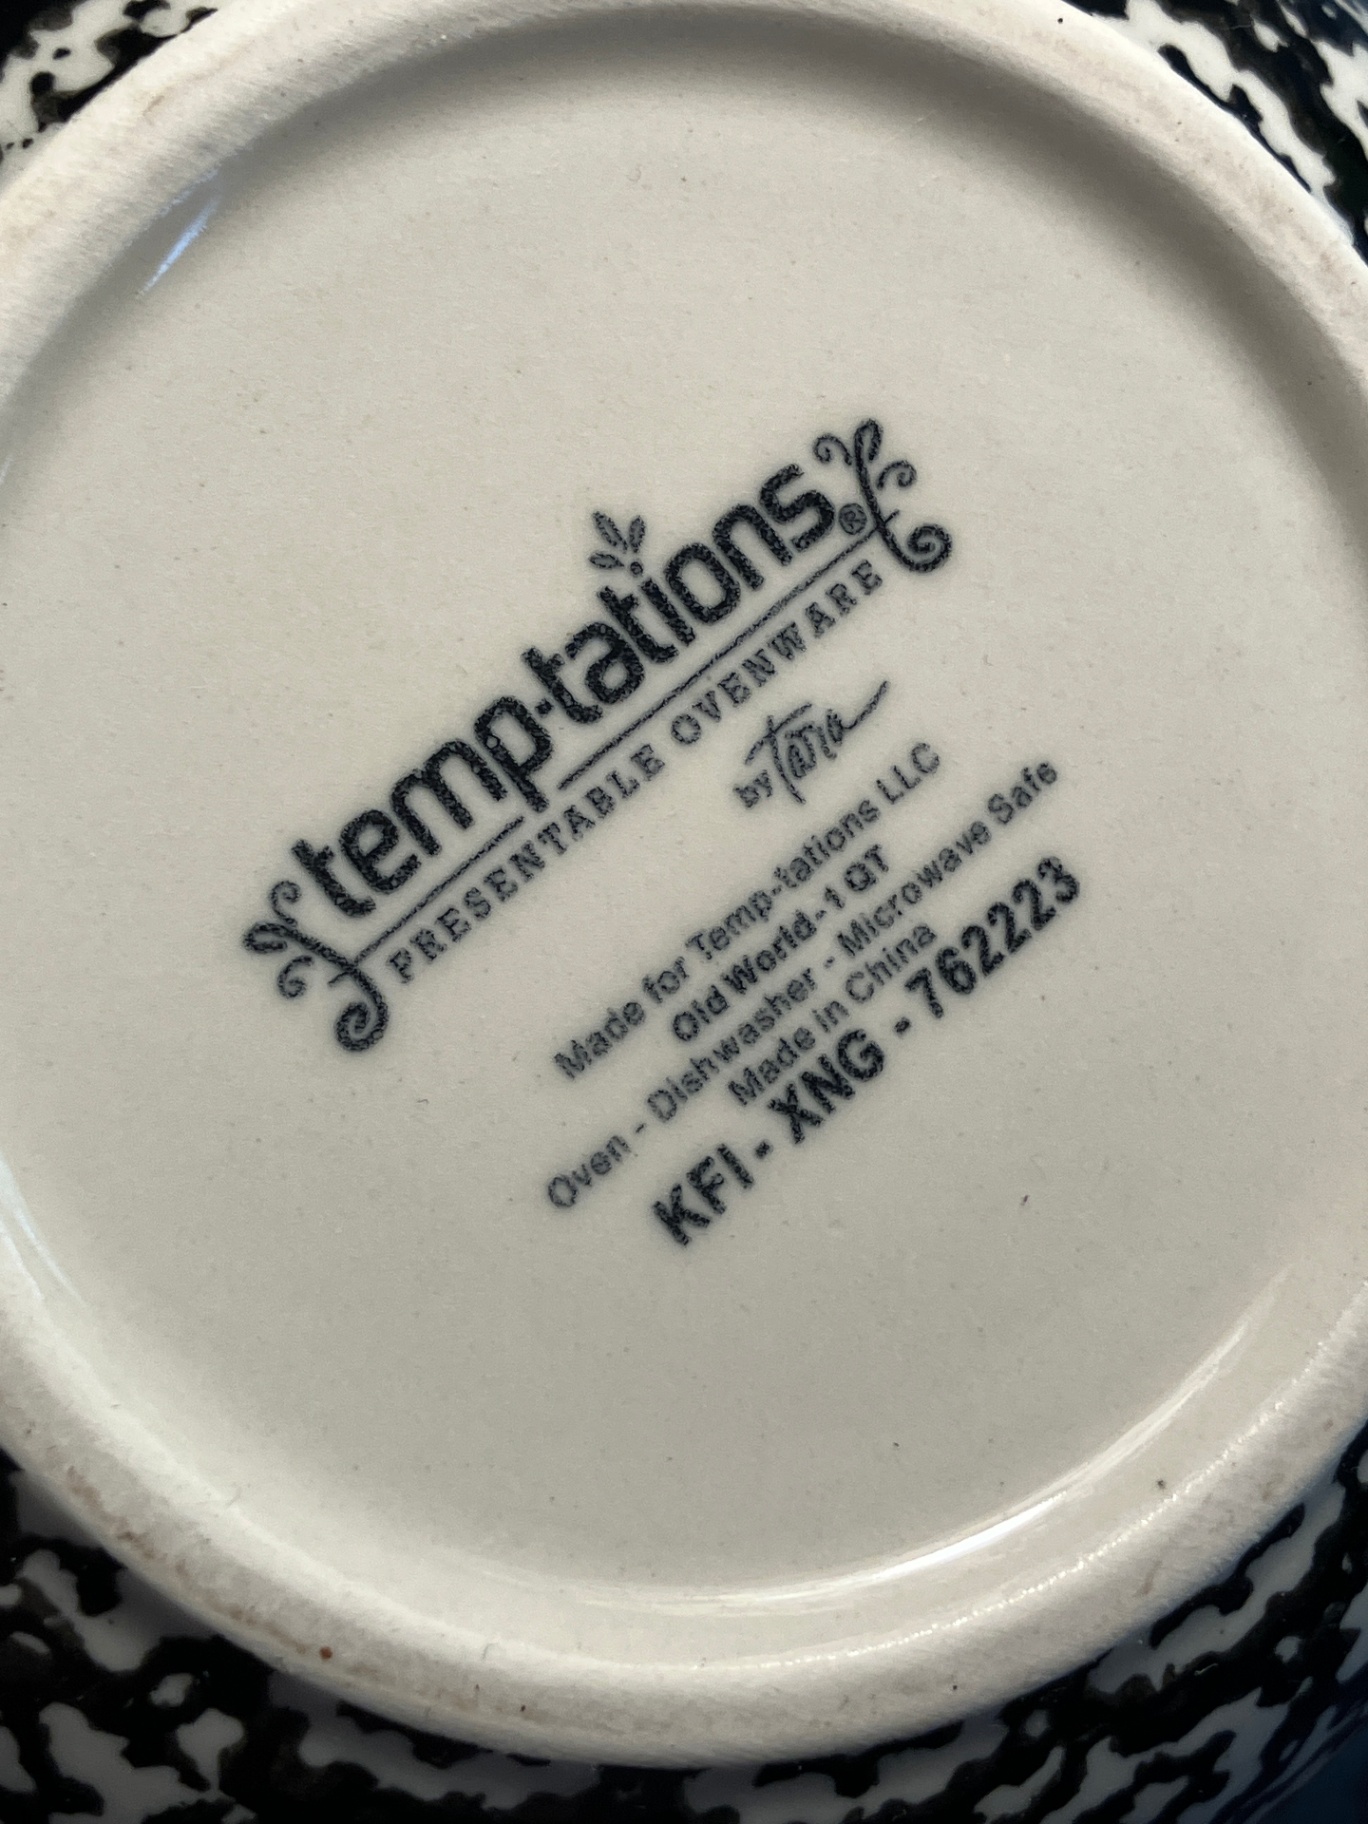 temp·tations®
PRESENTABLE OVENWARE
by tara
Made for Temp-tations LLC
Old World-1 QT
Oven - Dishwasher - Microwave Safe
Made in China
KFI - XNG - 762223